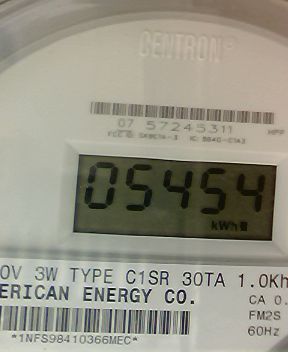 CENTRON®
07 57245311 HPP
05454
kWh
0V 3W TYPE C1SR 30TA 1.0Kh
ERICAN ENERGY CO.
CA 0.
FM2S
60Hz
*1NFS98410366MEC*